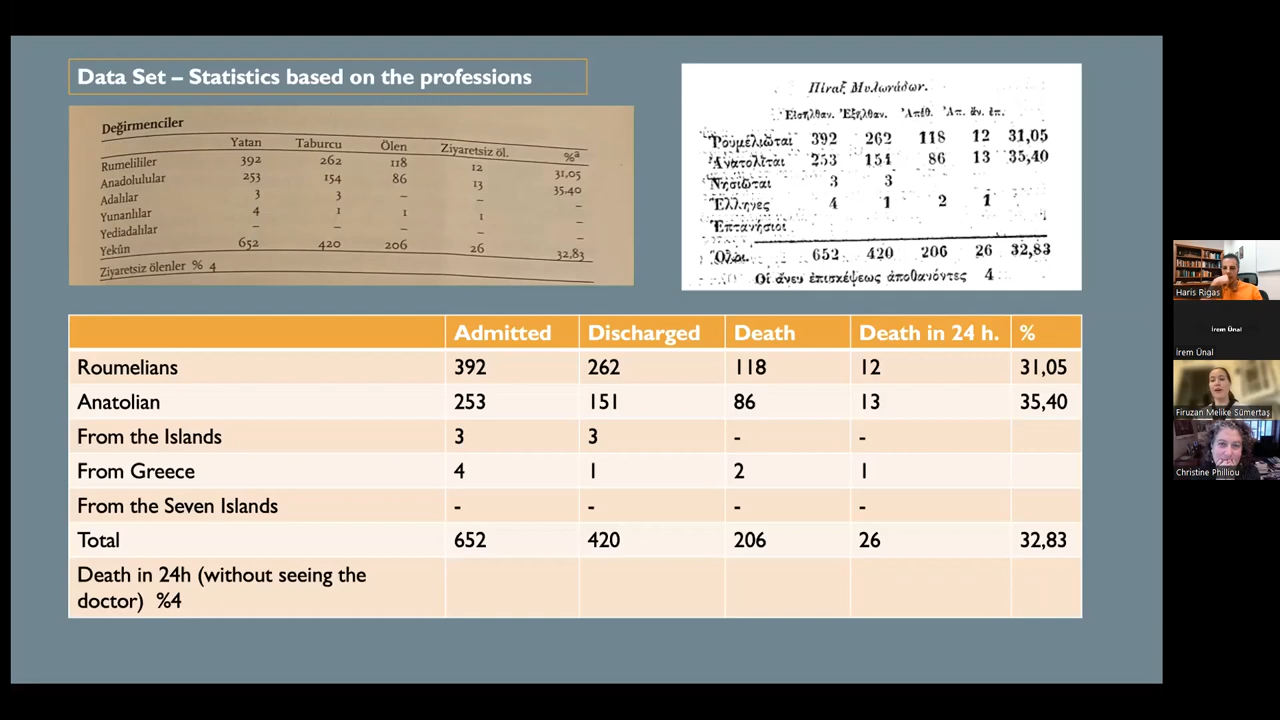 Data Set – Statistics based on the professions
Değirmenciler
Yatan Taburcu Ölen Ziyaretsiz öl. %ª
Rumelililer 392 262 118 12 31,05
Anadolulular 253 154 86 13 35,40
Adalılar 3 3 – – –
Yunanlılar 4 1 1 1 –
Yediadalılar – – – – –
Yekûn 652 420 206 26 32,83
Ziyaretsiz ölenler % 4
Πίναξ Μυλωνάδων.
Εἰσῆλθαν. Ἐξῆλθαν. Ἀπέθ. Ἀπ. ἄν. ἐπ.
Ῥουμελιῶται 392 262 118 12 31,05
Ἀνατολῖται 253 151 86 13 35,40
Νησιῶται 3 3
Ἕλληνες 4 1 2 1
Ἑπτανήσιοι
Ὅλοι. 652 420 206 26 32,83
Οἱ ἄνευ ἐπισκέψεως ἀποθανόντες 4
Admitted Discharged Death Death in 24 h. %
Roumelians 392 262 118 12 31,05
Anatolian 253 151 86 13 35,40
From the Islands 3 3 - -
From Greece 4 1 2 1
From the Seven Islands - - - -
Total 652 420 206 26 32,83
Death in 24h (without seeing the
doctor) %4
Haris Rigas
İrem Ünal
İrem Ünal
Firuzan Melike Sümertaş
Christine Philliou